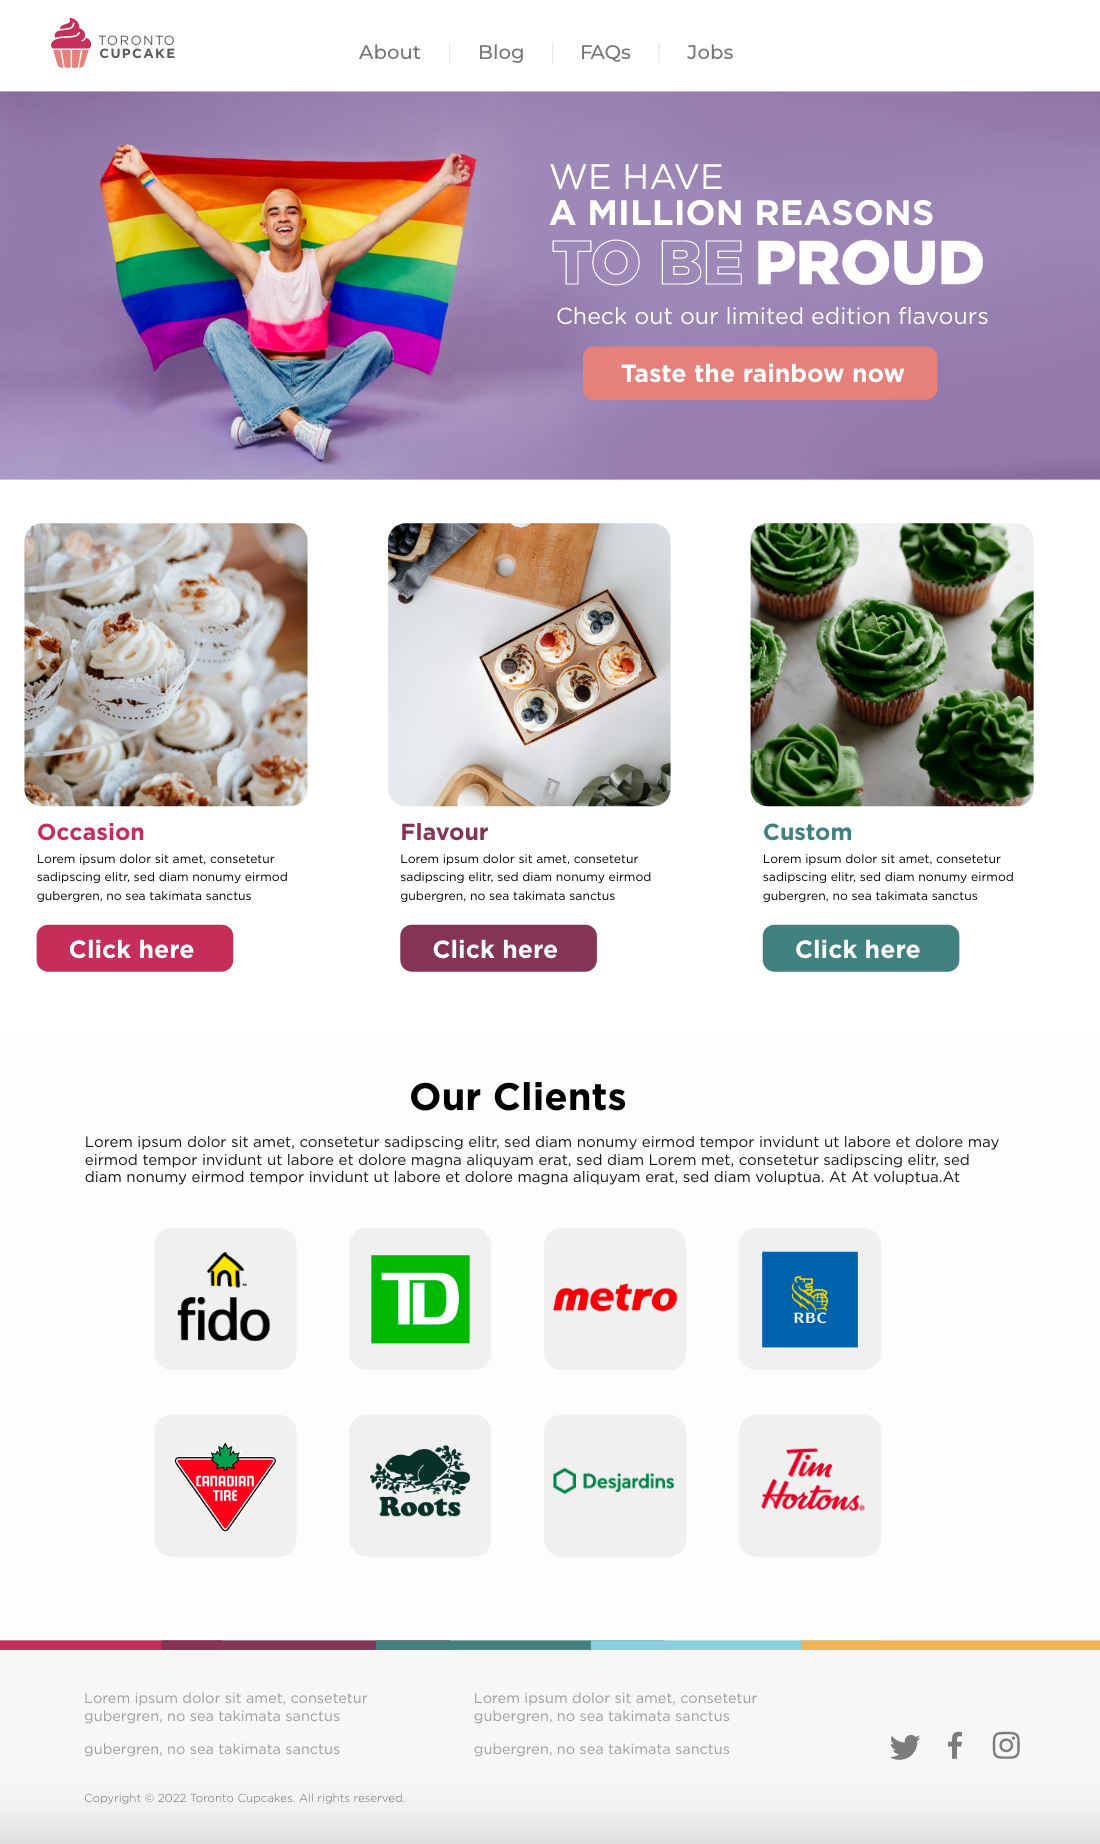 TORONTO
CUPCAKE
About
Blog
FAQs
Jobs
WE HAVE
A MILLION REASONS
TO BE PROUD
Check out our limited edition flavours
Taste the rainbow now
Occasion
Lorem ipsum dolor sit amet, consetetur
sadipscing elitr, sed diam nonumy eirmod
gubergren, no sea takimata sanctus
Click here
Flavour
Lorem ipsum dolor sit amet, consetetur
sadipscing elitr, sed diam nonumy eirmod
gubergren, no sea takimata sanctus
Click here
Custom
Lorem ipsum dolor sit amet, consetetur
sadipscing elitr, sed diam nonumy eirmod
gubergren, no sea takimata sanctus
Click here
Our Clients
Lorem ipsum dolor sit amet, consetetur sadipscing elitr, sed diam nonumy eirmod tempor invidunt ut labore et dolore may
eirmod tempor invidunt ut labore et dolore magna aliquyam erat, sed diam Lorem met, consetetur sadipscing elitr, sed
diam nonumy eirmod tempor invidunt ut labore et dolore magna aliquyam erat, sed diam voluptua. At At voluptua.At
fido
TD
metro
RBC
CANADIAN
TIRE
Roots
Desjardins
Tim
Hortons®
Lorem ipsum dolor sit amet, consetetur
gubergren, no sea takimata sanctus
gubergren, no sea takimata sanctus
Lorem ipsum dolor sit amet, consetetur
gubergren, no sea takimata sanctus
gubergren, no sea takimata sanctus
Copyright © 2022 Toronto Cupcakes. All rights reserved.